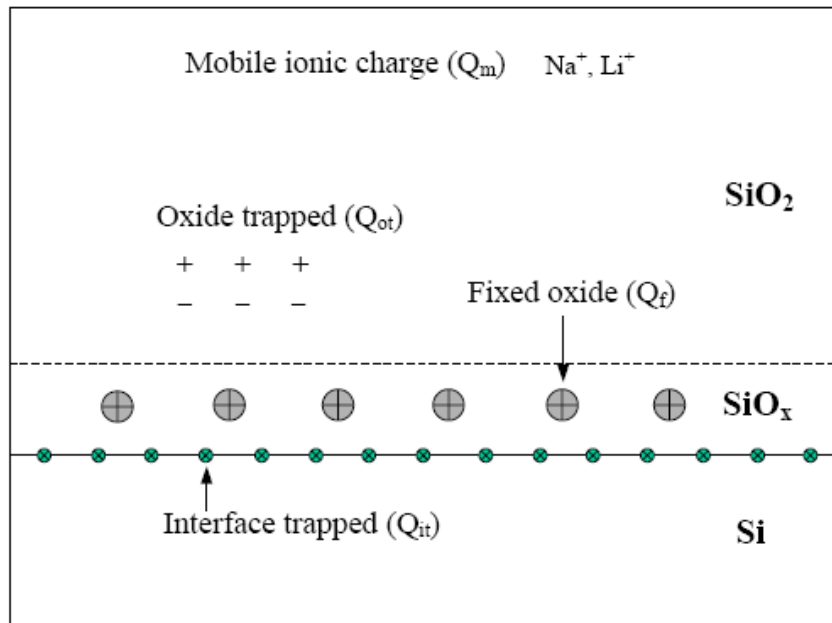 Mobile ionic charge (Qm) Na+, Li+
SiO2
Oxide trapped (Qot)
+ + +
− − −
Fixed oxide (Qf)
SiOx
Interface trapped (Qit)
Si